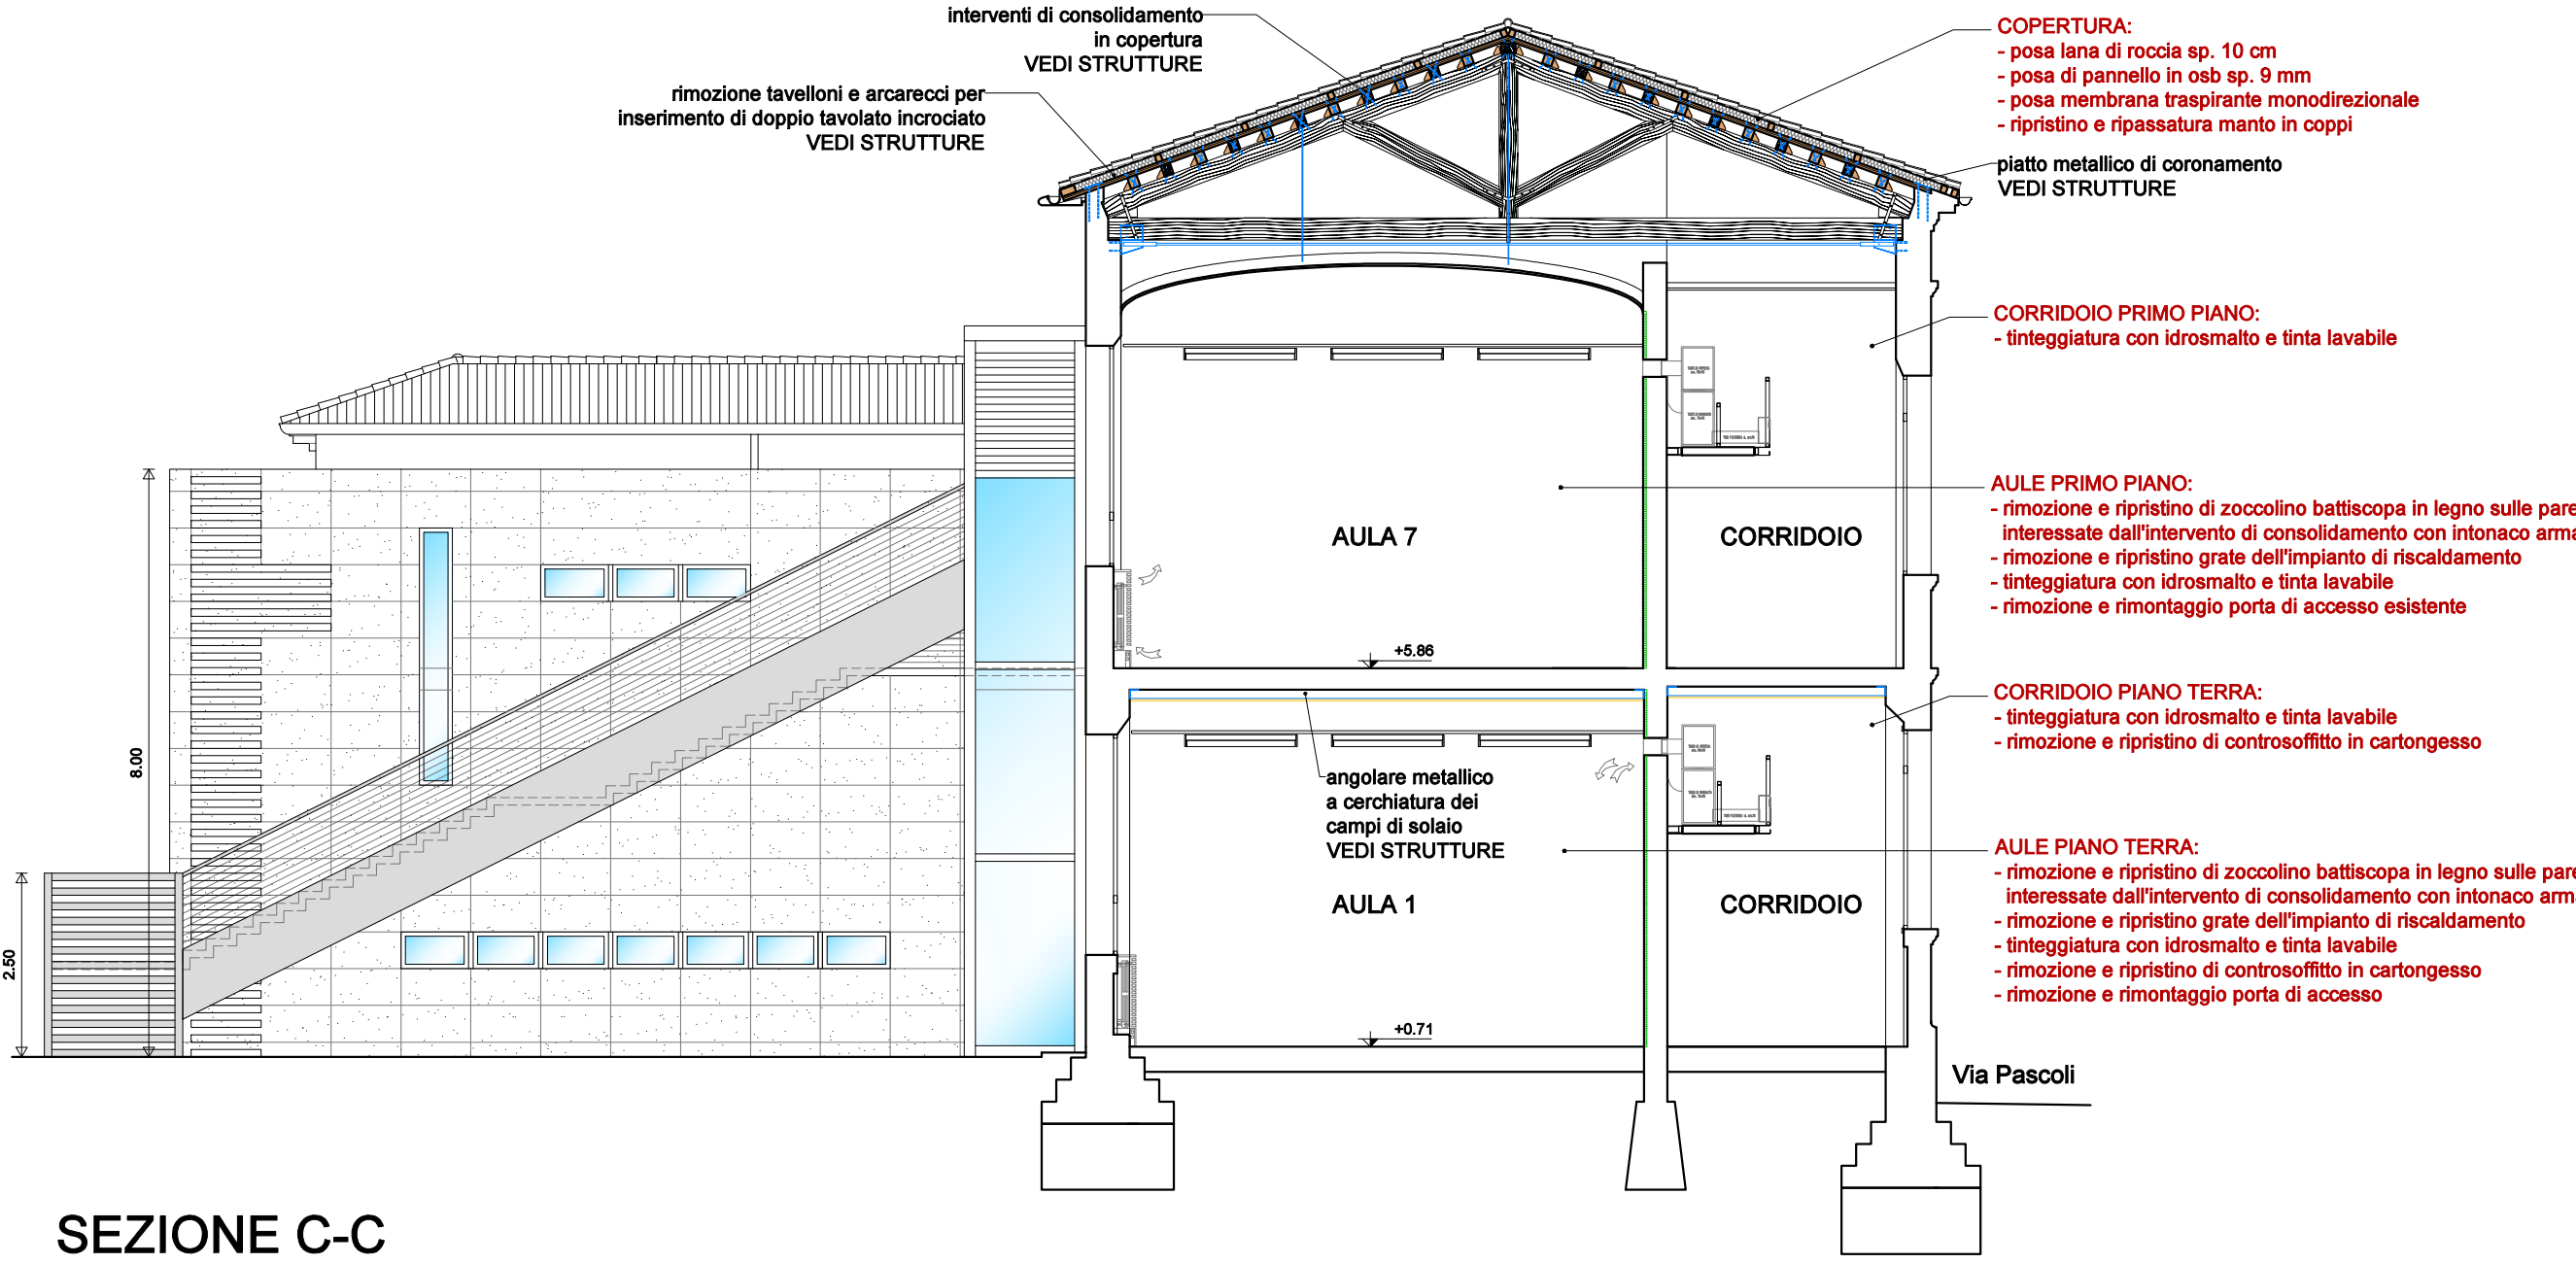 interventi di consolidamento
in copertura
VEDI STRUTTURE
rimozione tavelloni e arcarecci per
inserimento di doppio tavolato incrociato
VEDI STRUTTURE
COPERTURA:
- posa lana di roccia sp. 10 cm
- posa di pannello in osb sp. 9 mm
- posa membrana traspirante monodirezionale
- ripristino e ripassatura manto in coppi
piatto metallico di coronamento
VEDI STRUTTURE
CORRIDOIO PRIMO PIANO:
- tinteggiatura con idrosmalto e tinta lavabile
AULE PRIMO PIANO:
- rimozione e ripristino di zoccolino battiscopa in legno sulle pare
interessate dall'intervento di consolidamento con intonaco arma
- rimozione e ripristino grate dell'impianto di riscaldamento
- tinteggiatura con idrosmalto e tinta lavabile
- rimozione e rimontaggio porta di accesso esistente
AULA 7
CORRIDOIO
+5.86
CORRIDOIO PIANO TERRA:
- tinteggiatura con idrosmalto e tinta lavabile
- rimozione e ripristino di controsoffitto in cartongesso
8.00
angolare metallico
a cerchiatura dei
campi di solaio
VEDI STRUTTURE
AULE PIANO TERRA:
- rimozione e ripristino di zoccolino battiscopa in legno sulle pare
interessate dall'intervento di consolidamento con intonaco arma
- rimozione e ripristino grate dell'impianto di riscaldamento
- tinteggiatura con idrosmalto e tinta lavabile
- rimozione e ripristino di controsoffitto in cartongesso
- rimozione e rimontaggio porta di accesso
AULA 1
CORRIDOIO
2.50
+0.71
Via Pascoli
SEZIONE C-C